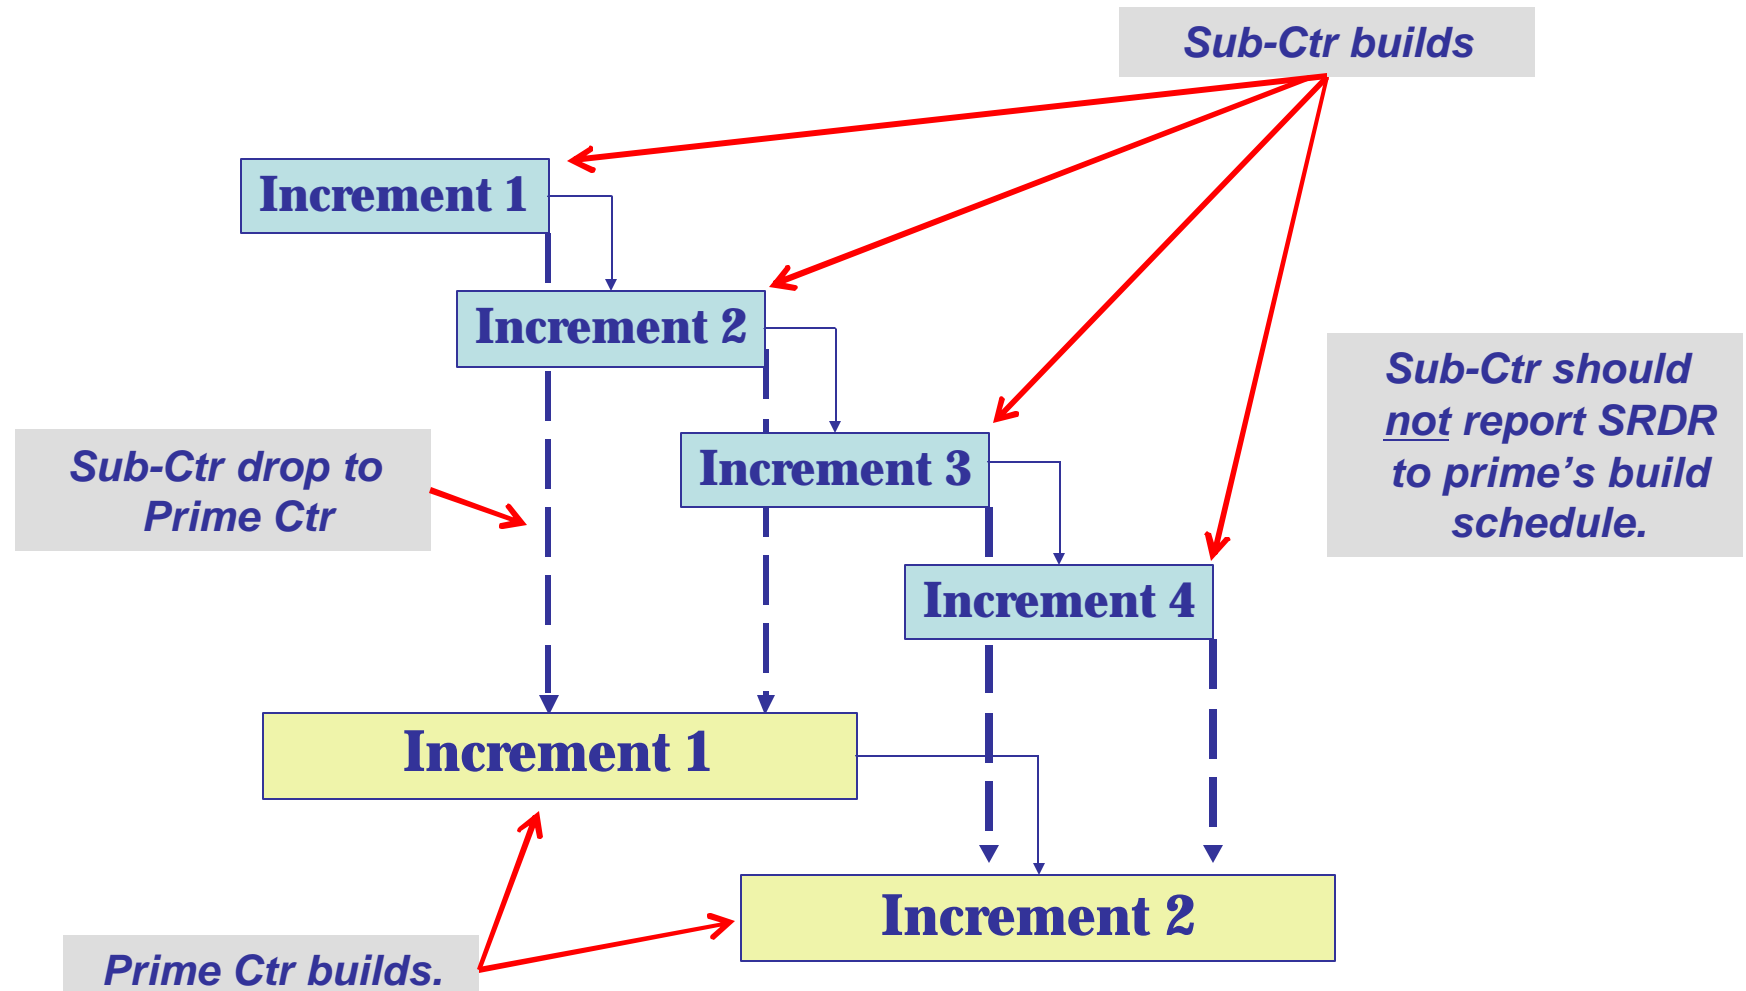 Sub-Ctr builds
Increment 1
Increment 2
Sub-Ctr should
not report SRDR
to prime's build
schedule.
Sub-Ctr drop to
Prime Ctr
Increment 3
Increment 4
Increment 1
Increment 2
Prime Ctr builds.